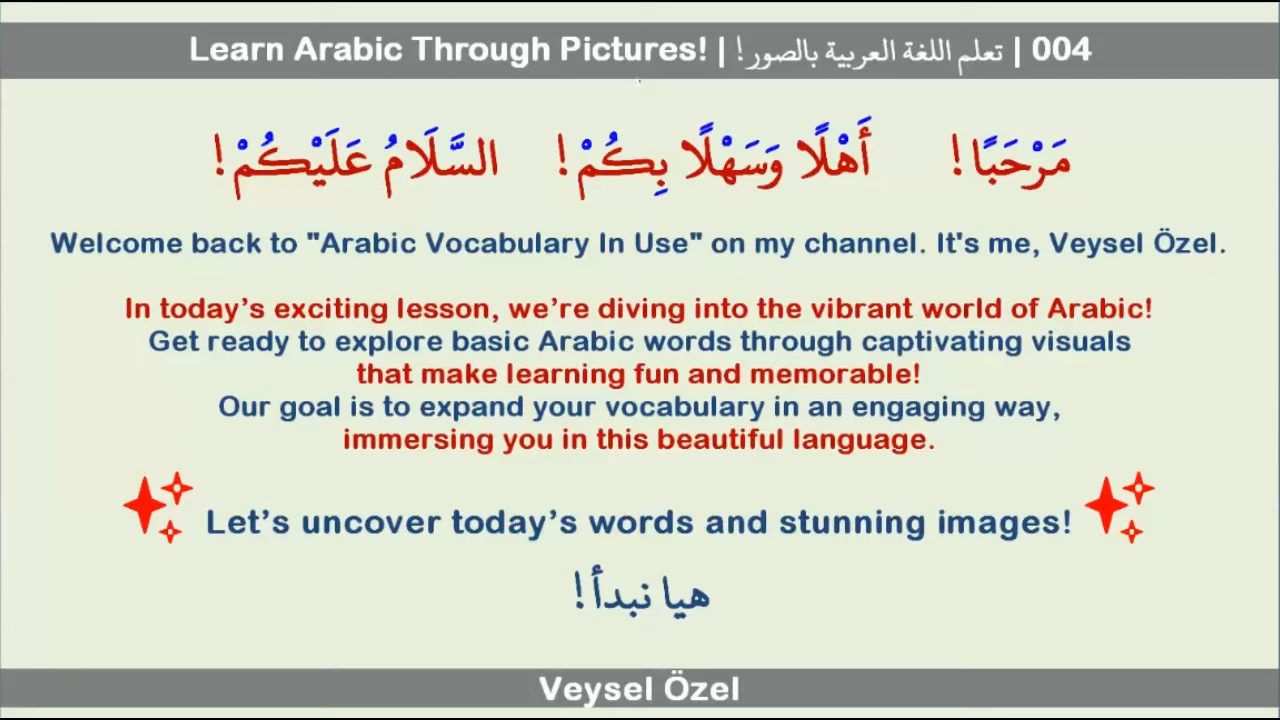 Learn Arabic Through Pictures! | تعلم اللغة العربية بالصور! | 004
مَرْحَبًا! أَهْلًا وَسَهْلًا بِكُمْ! السَّلَامُ عَلَيْكُمْ!
Welcome back to "Arabic Vocabulary In Use" on my channel. It's me, Veysel Özel.
In today’s exciting lesson, we’re diving into the vibrant world of Arabic!
Get ready to explore basic Arabic words through captivating visuals
that make learning fun and memorable!
Our goal is to expand your vocabulary in an engaging way,
immersing you in this beautiful language.
Let’s uncover today’s words and stunning images!
هيا نبدأ!
Veysel Özel